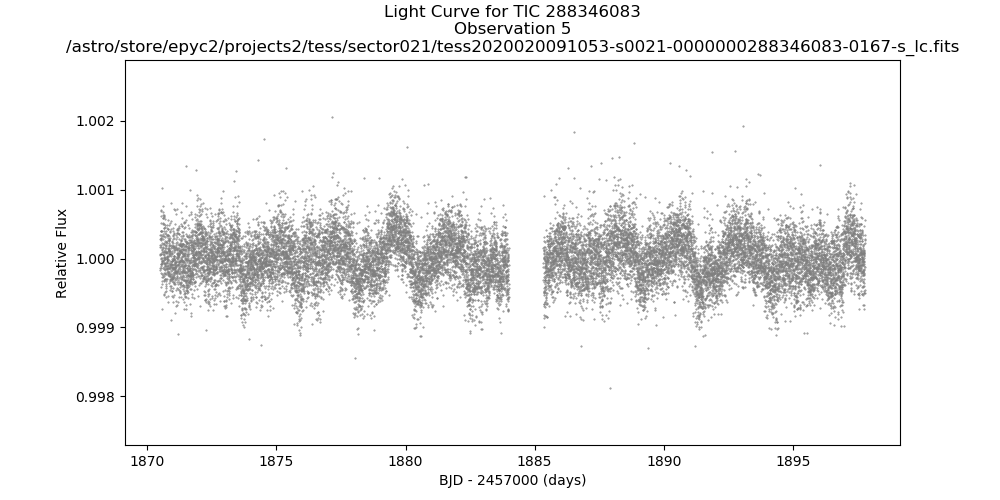 Light Curve for TIC 288346083
Observation 5
/astro/store/epyc2/projects2/tess/sector021/tess2020020091053-s0021-0000000288346083-0167-s_lc.fits
1.002
1.001
1.000
0.999
0.998
Relative Flux
1870
1875
1880
1885
1890
1895
BJD - 2457000 (days)